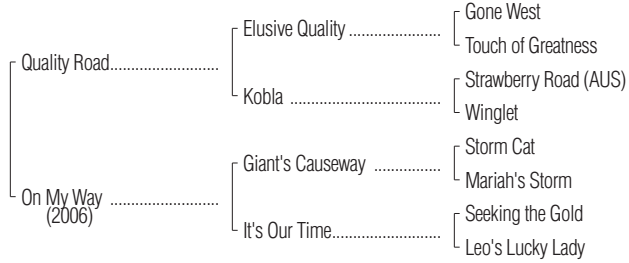 Gone West
Elusive Quality ......................
Touch of Greatness
Quality Road..........................
Strawberry Road (AUS)
Kobla ....................................
Winglet
Storm Cat
Giant's Causeway ................
Mariah's Storm
On My Way ..........................
(2006)
Seeking the Gold
It's Our Time..........................
Leo's Lucky Lady